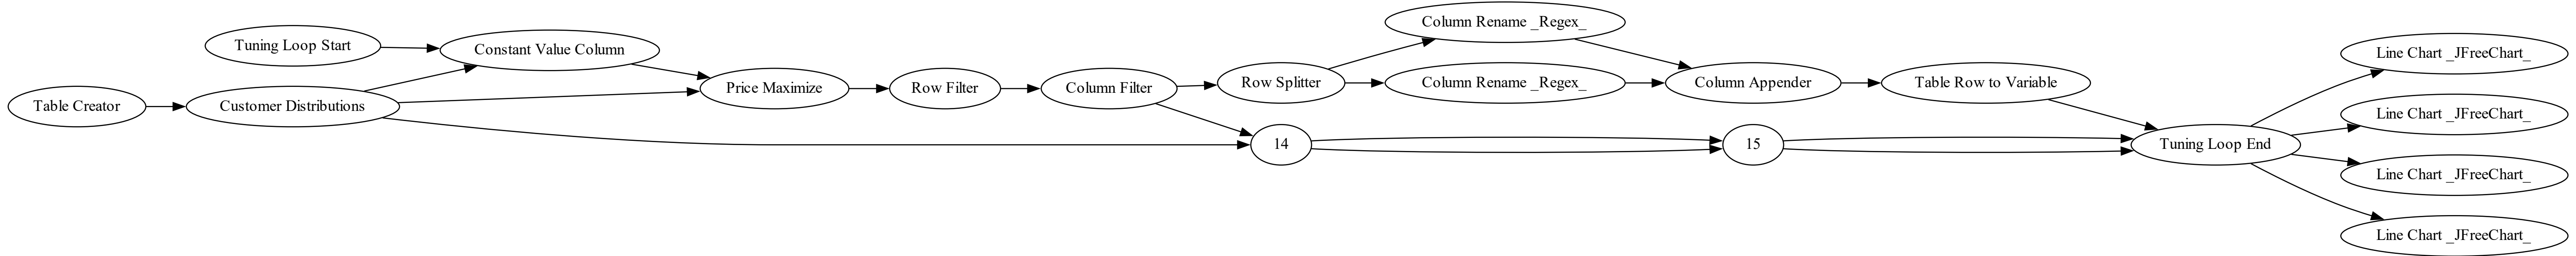 Table Creator
Tuning Loop Start
Customer Distributions
Constant Value Column
Price Maximize
Row Filter
Column Filter
Row Splitter
14
Column Rename _Regex_
Column Rename _Regex_
Column Appender
15
Table Row to Variable
Tuning Loop End
Line Chart _JFreeChart_
Line Chart _JFreeChart_
Line Chart _JFreeChart_
Line Chart _JFreeChart_